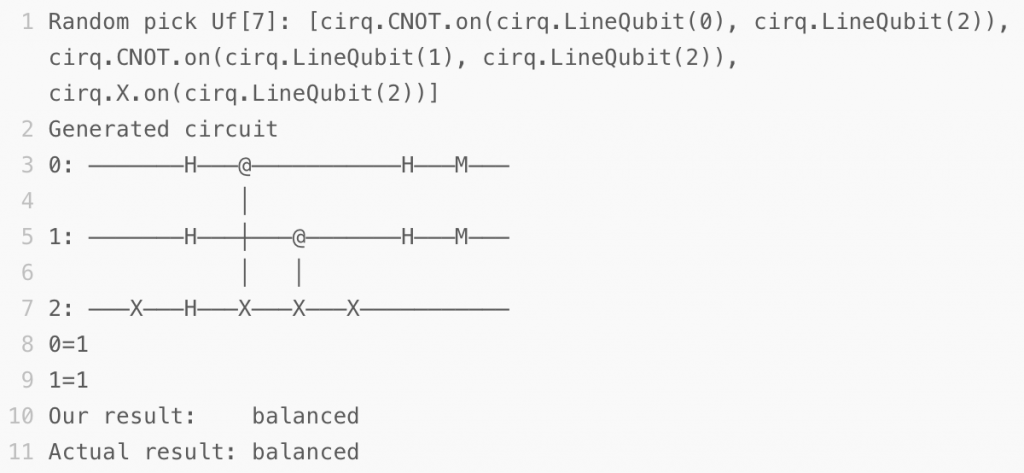 1 Random pick Uf[7]: [cirq.CNOT.on(cirq.LineQubit(0), cirq.LineQubit(2)),
cirq.CNOT.on(cirq.LineQubit(1), cirq.LineQubit(2)),
cirq.X.on(cirq.LineQubit(2))]
2 Generated circuit
3 0: ───────H───@───────────H───M───
4               │
5 1: ───────H───┼───@───────H───M───
6               │   │
7 2: ───X───H───X───X───X───────────
8 0=1
9 1=1
10 Our result:    balanced
11 Actual result: balanced